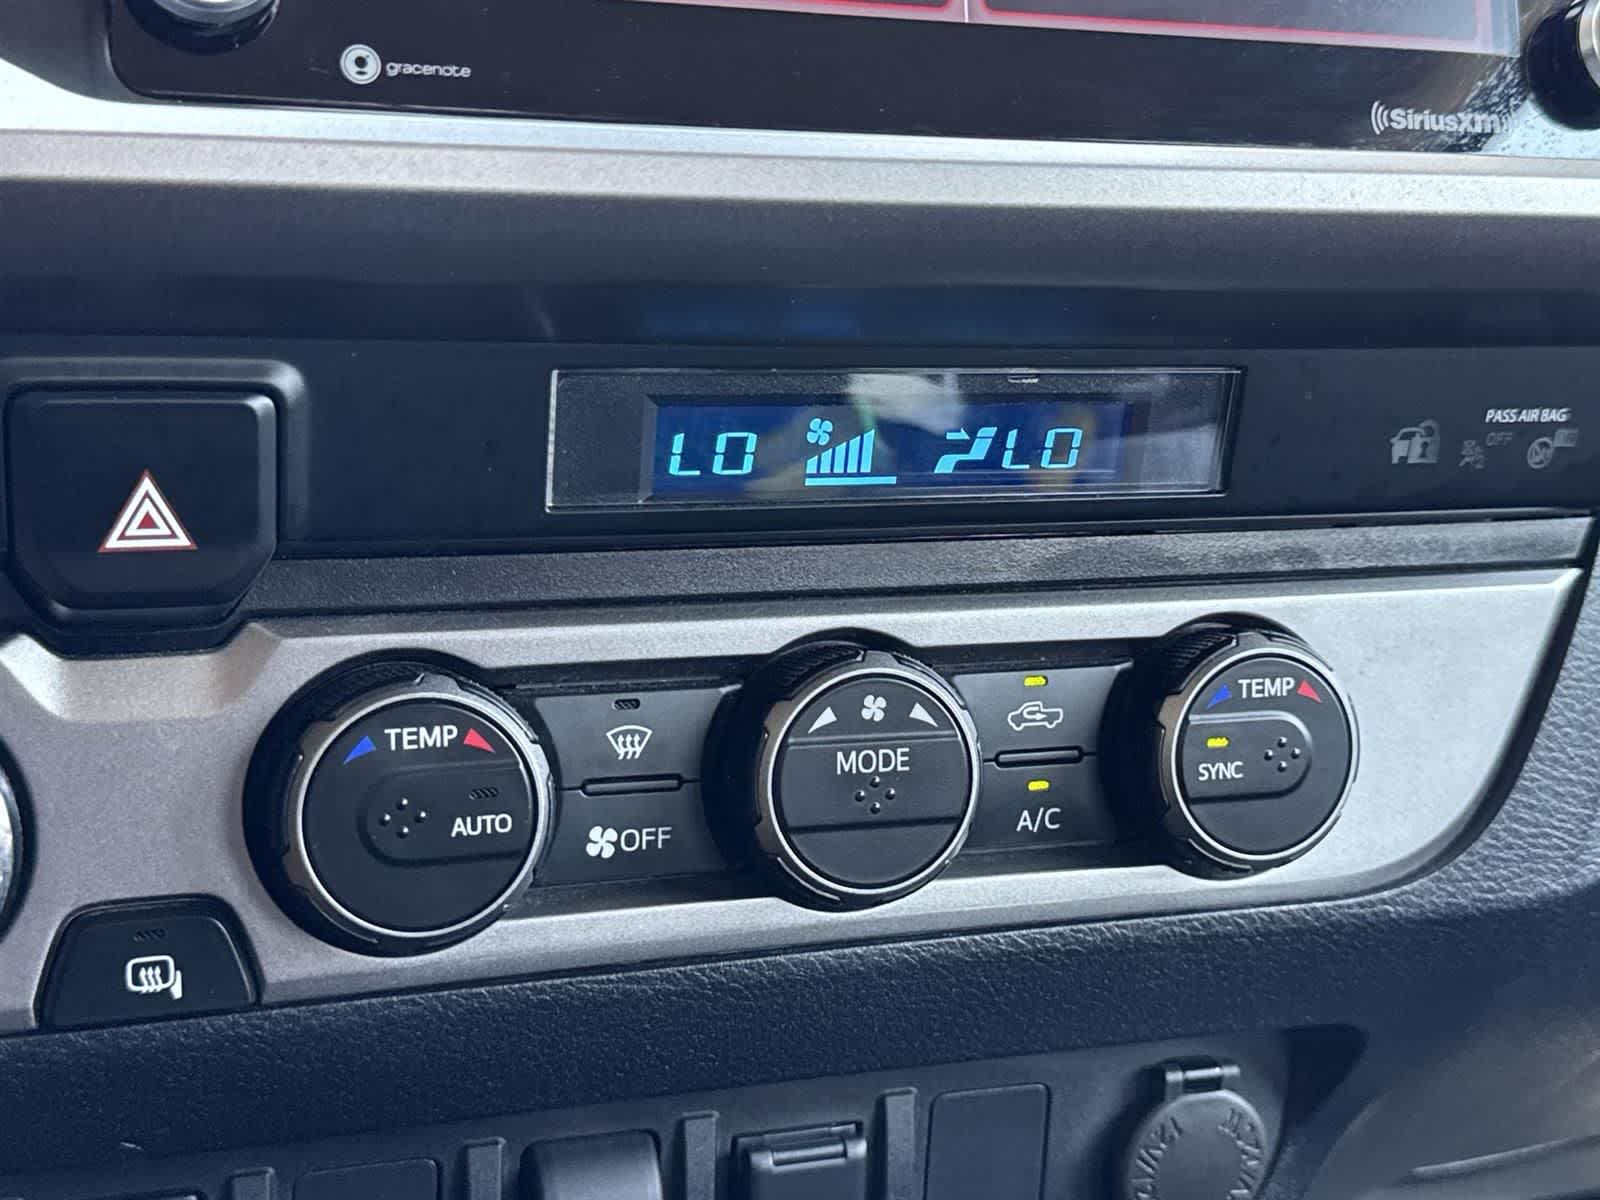 gracenote
SiriusXM
PASS AIR BAG
OFF
LO
LO
TEMP
AUTO
OFF
MODE
A/C
TEMP
SYNC